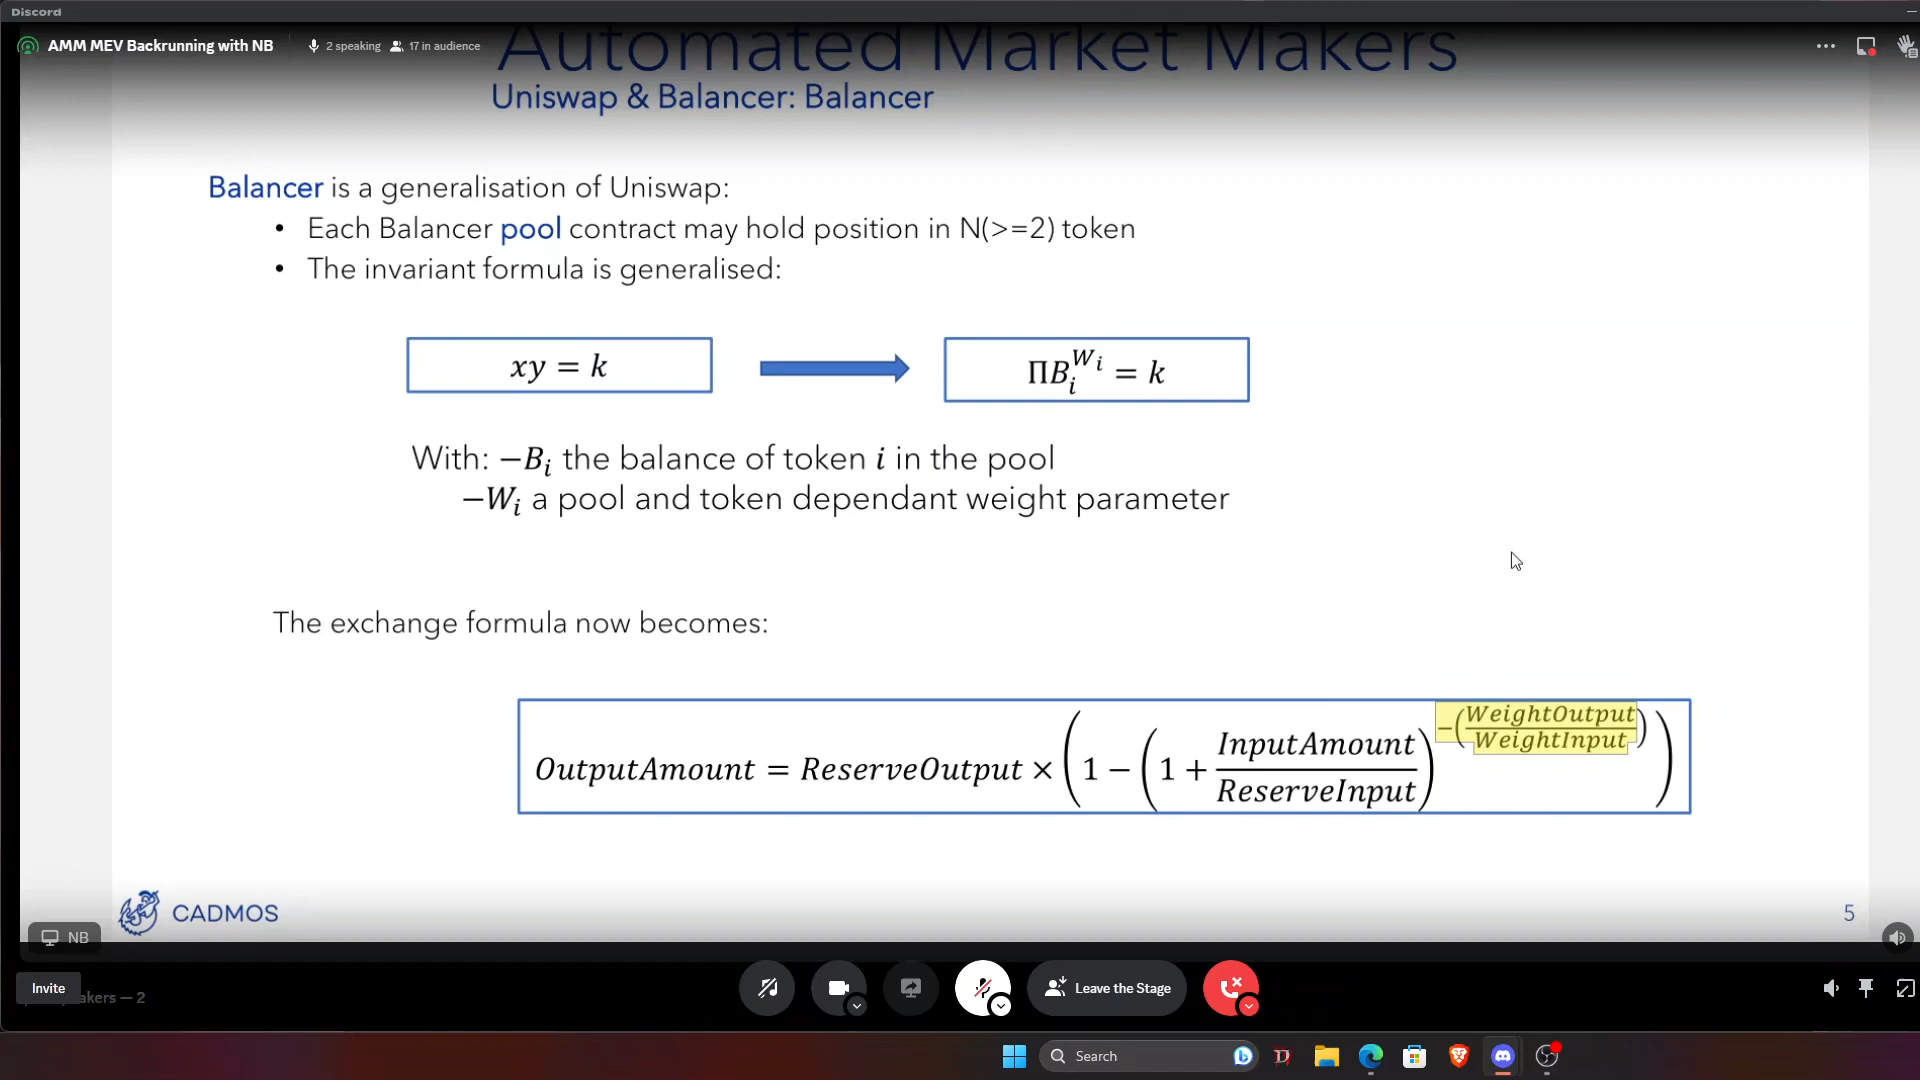 Discord
AMM MEV Backrunning with NB
2 speaking
17 in audience
Automated Market Makers
Uniswap & Balancer: Balancer
Balancer is a generalisation of Uniswap:
• Each Balancer pool contract may hold position in N(>=2) token
• The invariant formula is generalised:
xy = k
ΠB_i^{W_i} = k
With: −B_i the balance of token i in the pool
−W_i a pool and token dependant weight parameter
The exchange formula now becomes:
OutputAmount = ReserveOutput × (1 − (1 + InputAmount/ReserveInput)^{−(WeightOutput/WeightInput)})
CADMOS
5
NB
Invite
akers — 2
Leave the Stage
Search